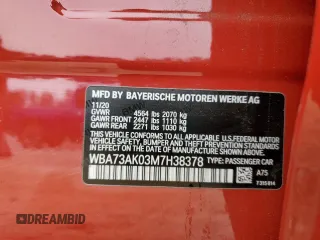 MFD BY BAYERISCHE MOTOREN WERKE AG
11/20
GVWR 4564 lbs 2070 kg
GAWR FRONT 2447 lbs 1110 kg
GAWR REAR 2271 lbs 1030 kg
THIS VEHICLE CONFORMS TO ALL APPLICABLE U.S. FEDERAL MOTOR
VEHICLE SAFETY, BUMPER, AND THEFT PREVENTION STANDARDS IN
EFFECT ON THE DATE OF MANUFACTURE SHOWN ABOVE.
WBA73AK03M7H38378 TYPE: PASSENGER CAR
A75
DREAMBID